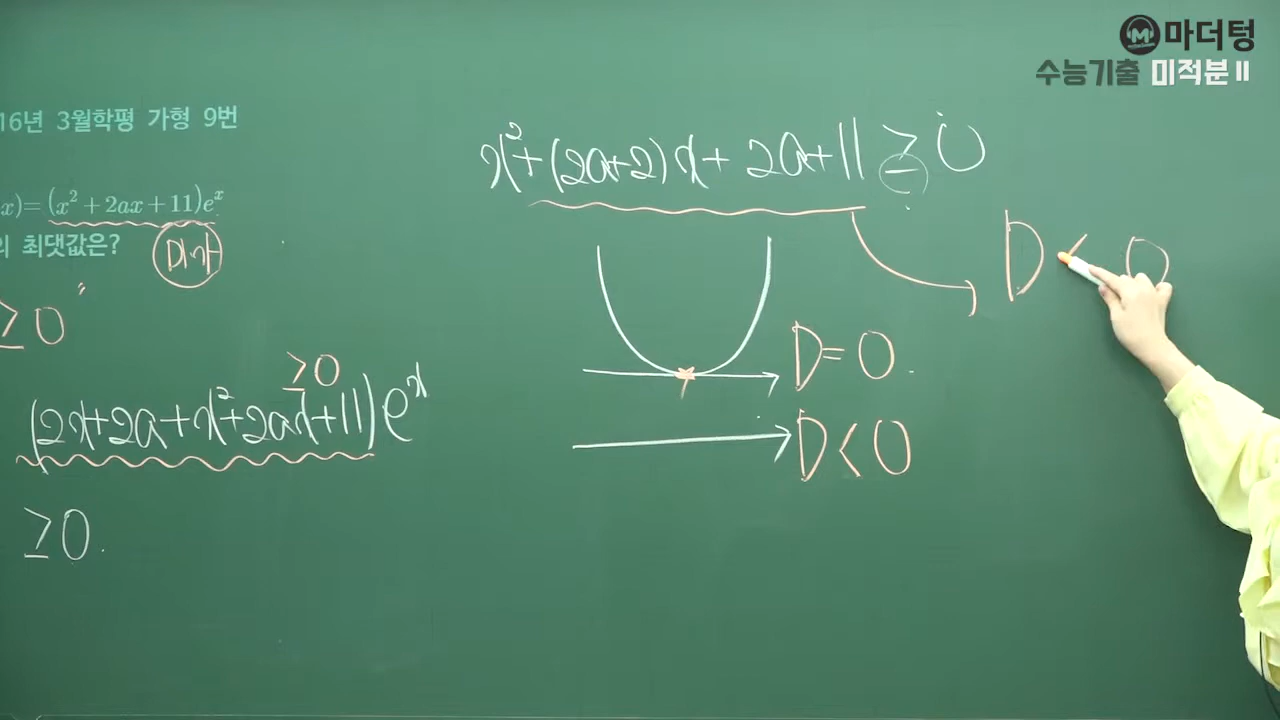 마더텅
수능기출 미적분 II
16년 3월학평 가형 9번
x)= (x²+2ax+11)eˣ
의 최댓값은?
미.가
≥0
≥0
(2x+2a+x²+2ax+11)eˣ
≥0.
x²+(2a+2)x+2a+11 ≥ 0
D < 0
D=0
D<0